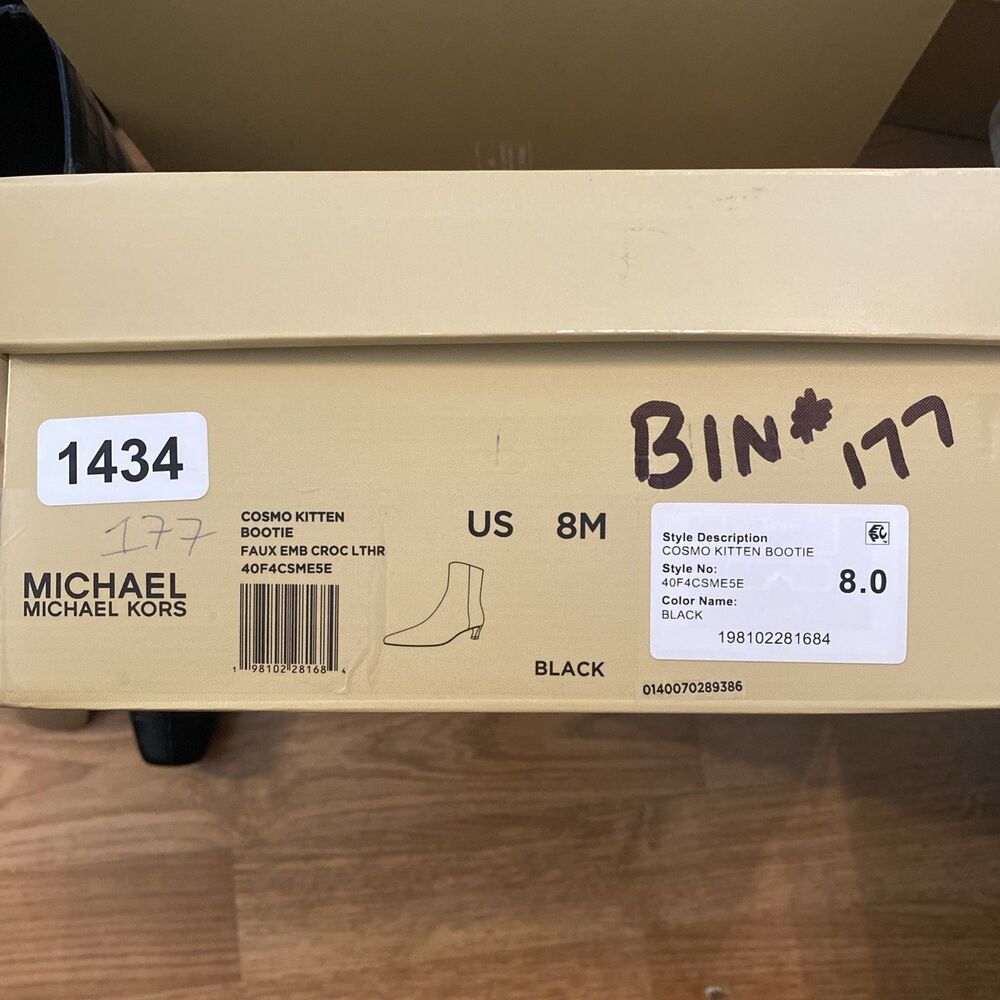 BIN# 177
1434
177
MICHAEL
MICHAEL KORS
COSMO KITTEN
BOOTIE
FAUX EMB CROC LTHR
40F4CSME5E
1 98102 28168 4
US 8M
BLACK
Style Description
COSMO KITTEN BOOTIE
Style No:
40F4CSME5E
Color Name:
BLACK
8.0
198102281684
0140070289386